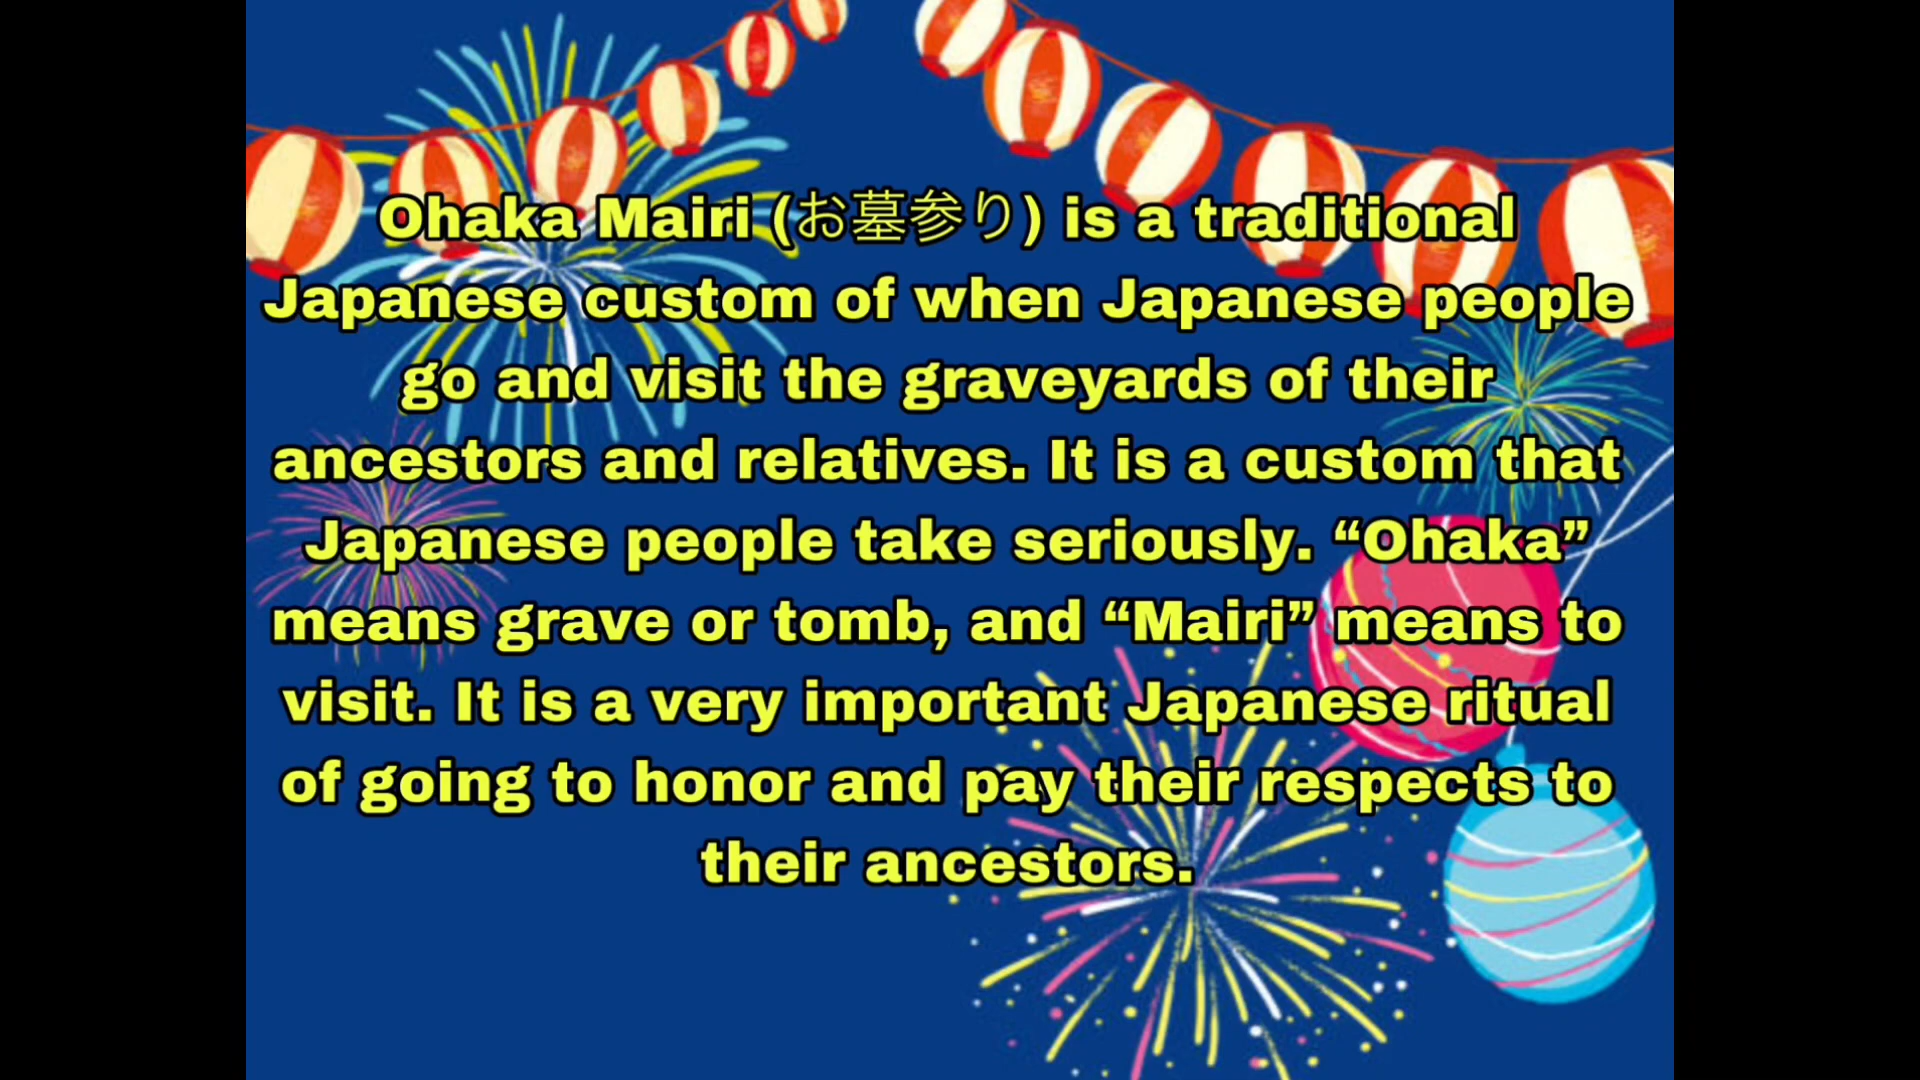 Ohaka Mairi (お墓参り) is a traditional
Japanese custom of when Japanese people
go and visit the graveyards of their
ancestors and relatives. It is a custom that
Japanese people take seriously. “Ohaka”
means grave or tomb, and “Mairi” means to
visit. It is a very important Japanese ritual
of going to honor and pay their respects to
their ancestors.